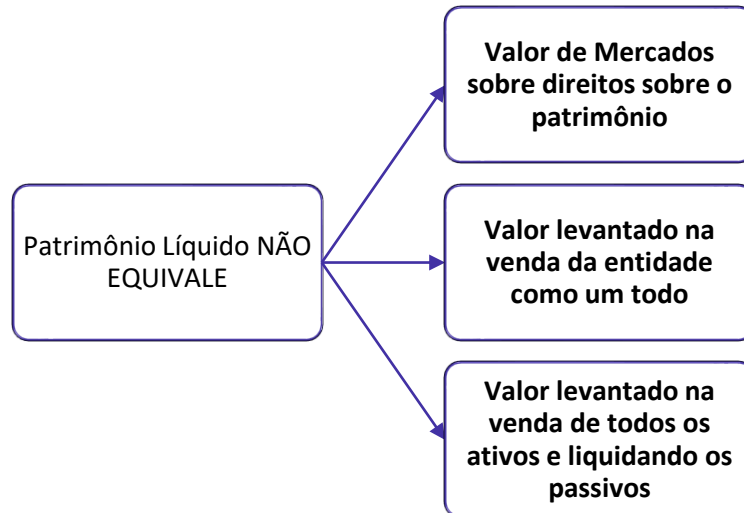 Valor de Mercados
sobre direitos sobre o
patrimônio
Patrimônio Líquido NÃO
EQUIVALE
Valor levantado na
venda da entidade
como um todo
Valor levantado na
venda de todos os
ativos e liquidando os
passivos